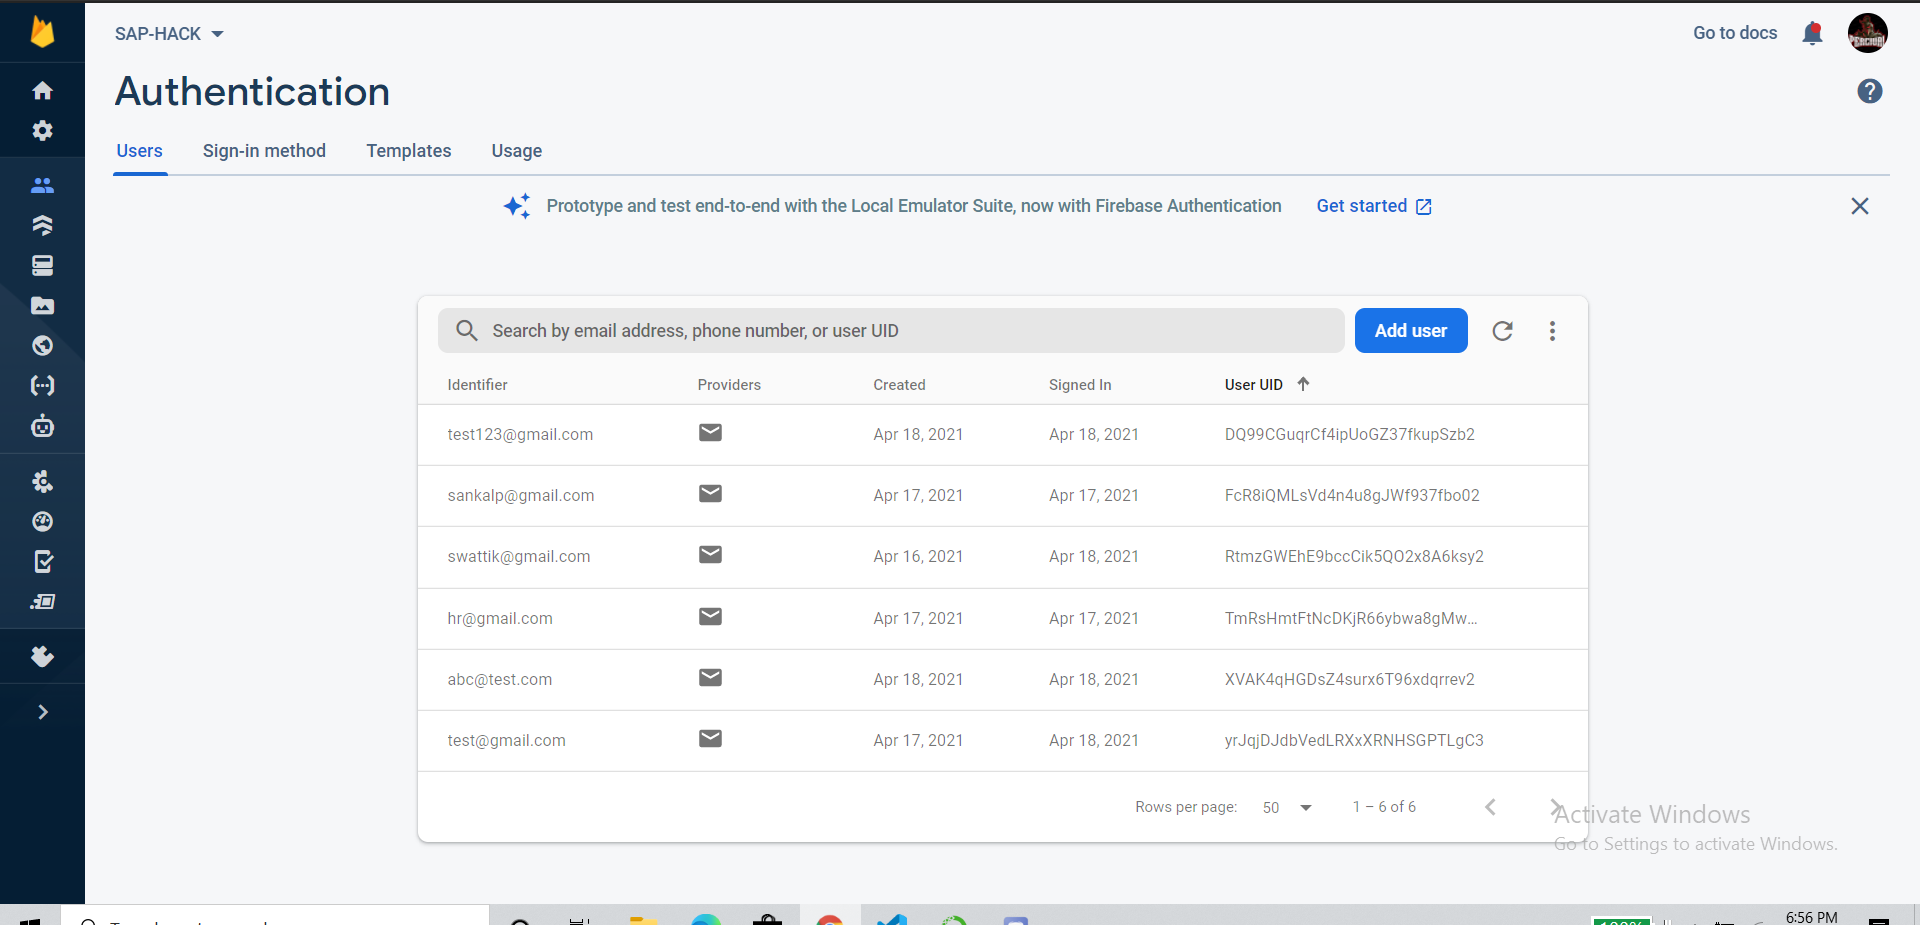 SAP-HACK
Go to docs
Authentication
Users Sign-in method Templates Usage
Prototype and test end-to-end with the Local Emulator Suite, now with Firebase Authentication Get started
Search by email address, phone number, or user UID Add user
Identifier Providers Created Signed In User UID
test123@gmail.com Apr 18, 2021 Apr 18, 2021 DQ99CGuqrCf4ipUoGZ37fkupSzb2
sankalp@gmail.com Apr 17, 2021 Apr 17, 2021 FcR8iQMLsVd4n4u8gJWf937fbo02
swattik@gmail.com Apr 16, 2021 Apr 18, 2021 RtmzGWEhE9bccCik5QO2x8A6ksy2
hr@gmail.com Apr 17, 2021 Apr 17, 2021 TmRsHmtFtNcDKjR66ybwa8gMw...
abc@test.com Apr 18, 2021 Apr 18, 2021 XVAK4qHGDsZ4surx6T96xdqrrev2
test@gmail.com Apr 17, 2021 Apr 18, 2021 yrJqjDJdbVedLRXxXRNHSGPTLgC3
Rows per page: 50 1 – 6 of 6
Activate Windows
Go to Settings to activate Windows.
6:56 PM